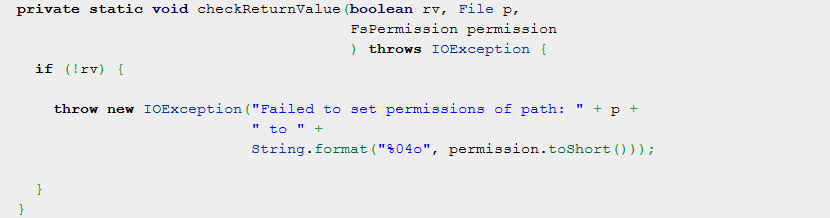 private static void checkReturnValue(boolean rv, File p,
FsPermission permission
) throws IOException {
if (!rv) {
throw new IOException("Failed to set permissions of path: " + p +
" to " +
String.format("%04o", permission.toShort()));
}
}